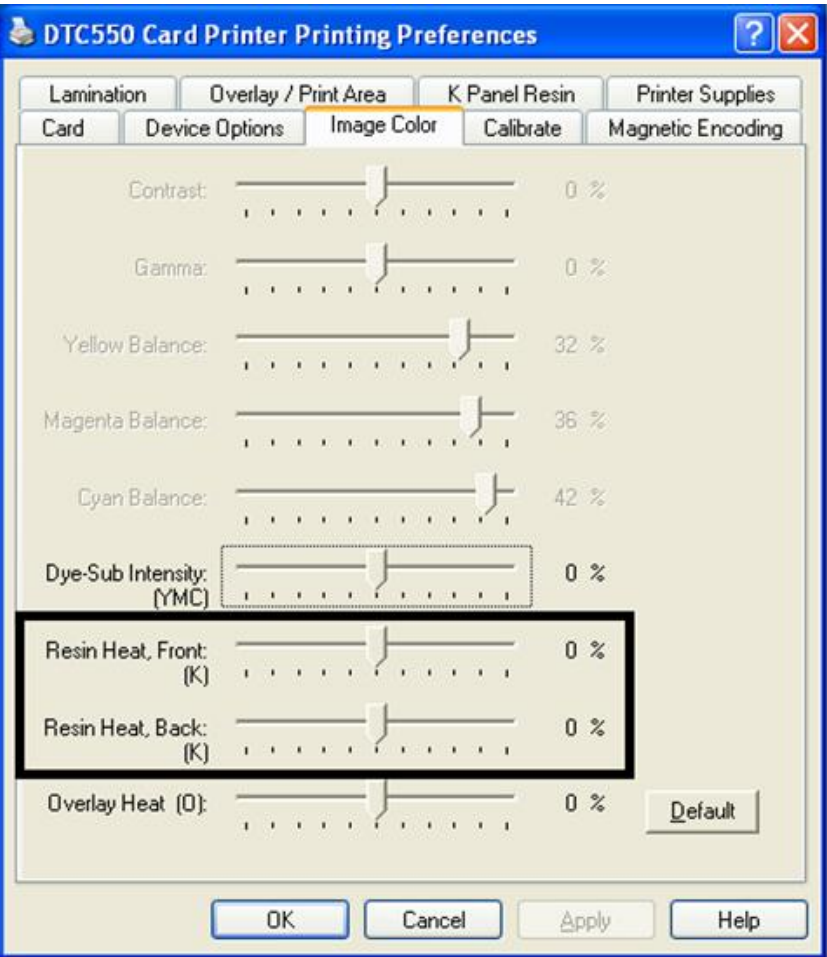 DTC550 Card Printer Printing Preferences
Lamination Overlay / Print Area K Panel Resin Printer Supplies
Card Device Options Image Color Calibrate Magnetic Encoding
Contrast: 0 %
Gamma: 0 %
Yellow Balance: 32 %
Magenta Balance: 36 %
Cyan Balance: 42 %
Dye-Sub Intensity: 0 %
(YMC)
Resin Heat, Front: 0 %
(K)
Resin Heat, Back: 0 %
(K)
Overlay Heat (O): 0 %
Default
OK Cancel Apply Help